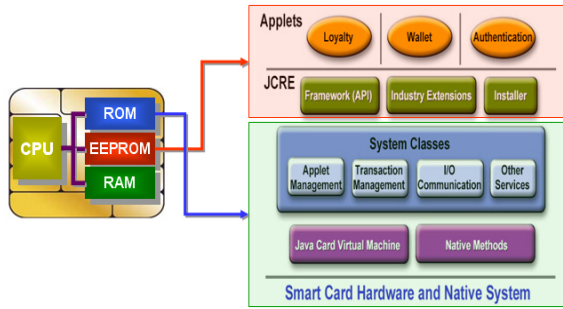 Applets
Loyalty
Wallet
Authentication
JCRE
Framework (API)
Industry Extensions
Installer
CPU
ROM
EEPROM
RAM
System Classes
Applet
Management
Transaction
Management
I/O
Communication
Other
Services
Java Card Virtual Machine
Native Methods
Smart Card Hardware and Native System